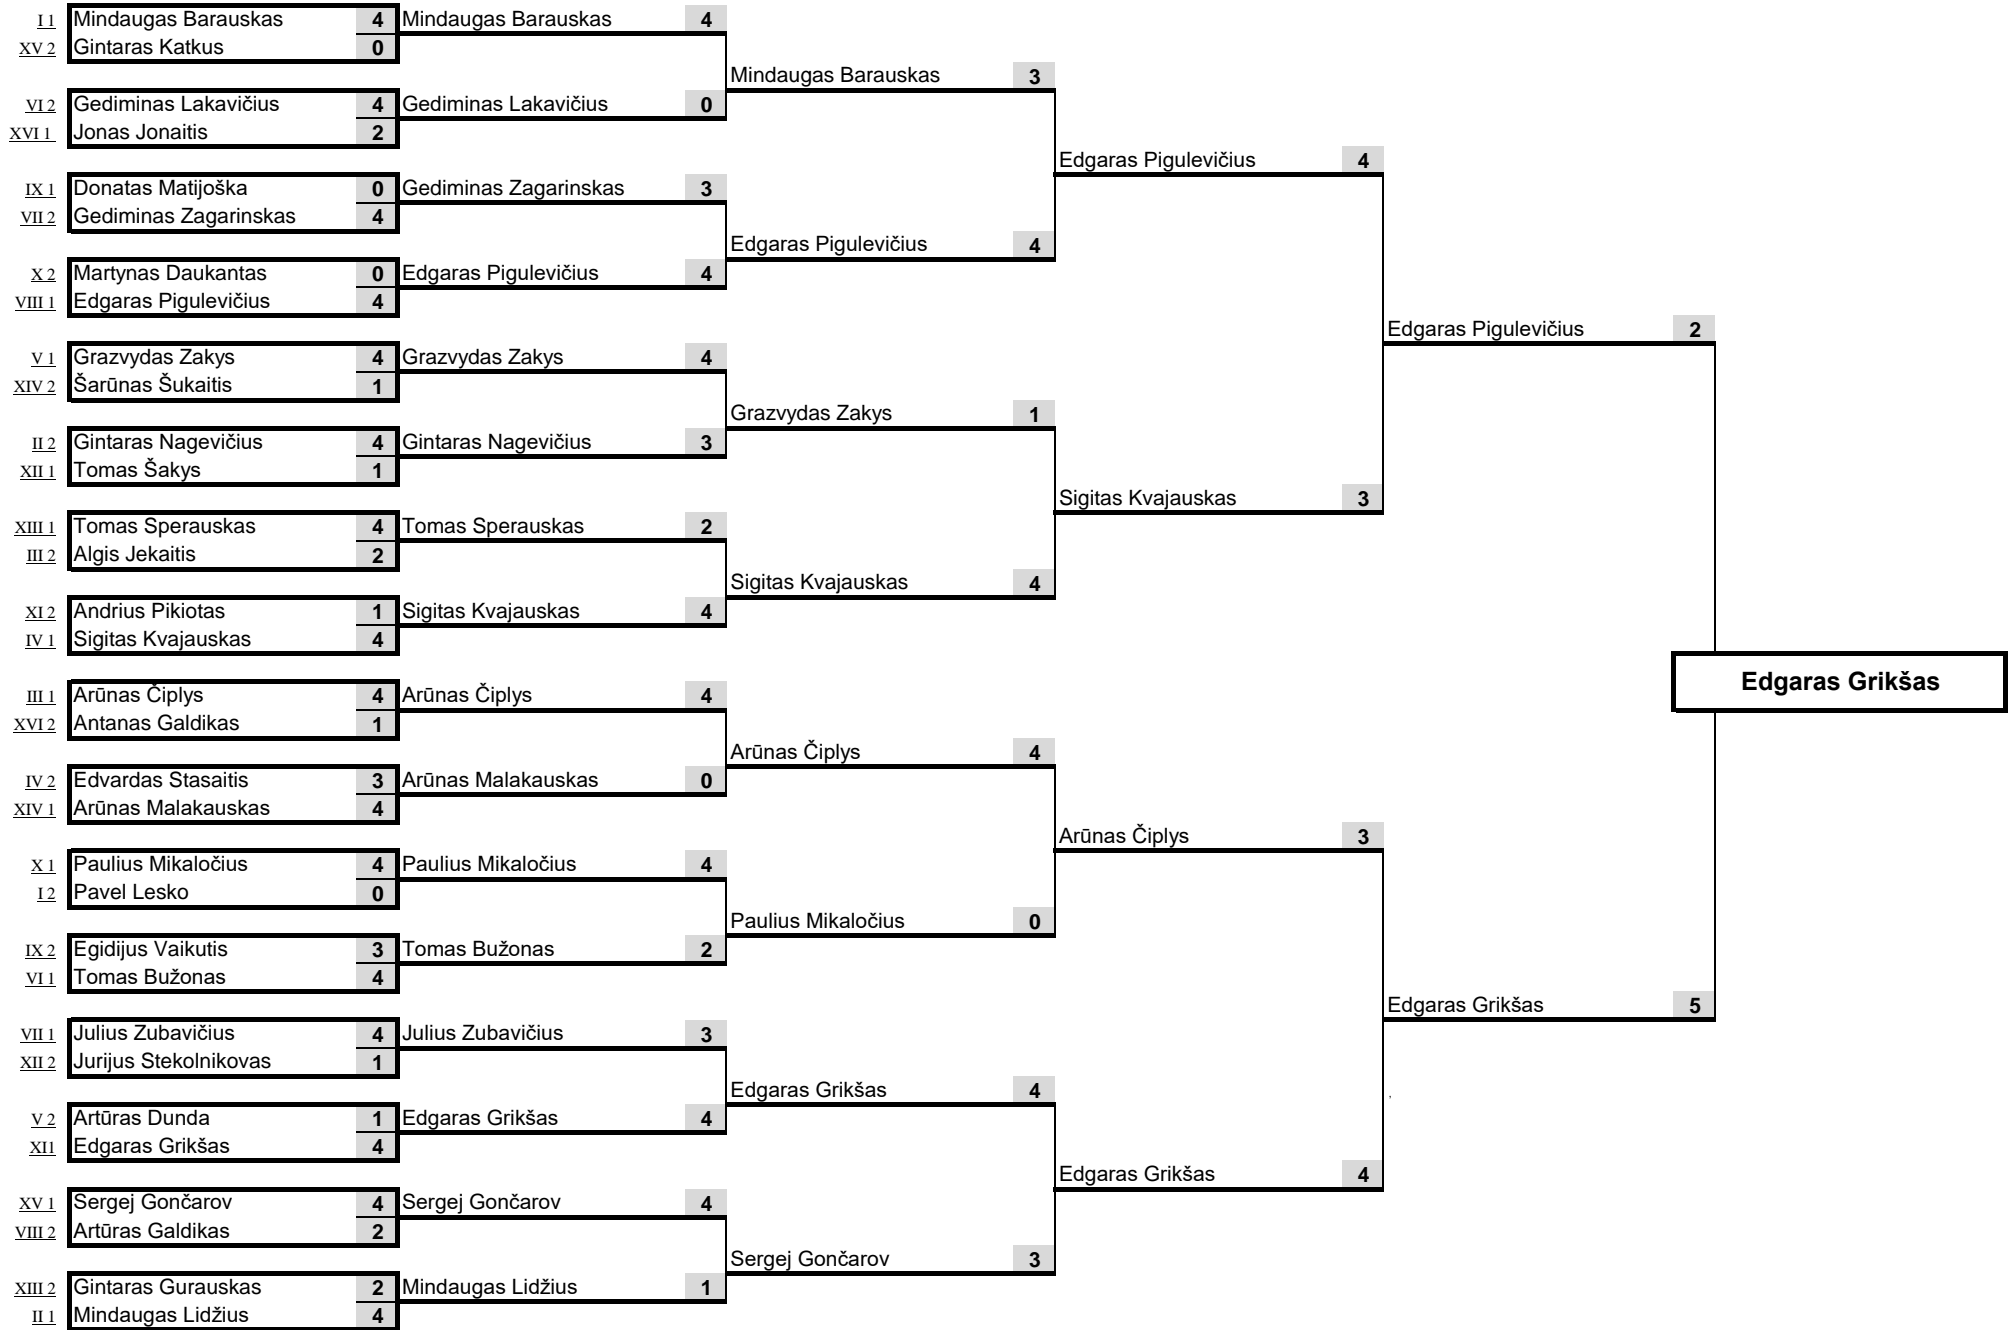 I 1 Mindaugas Barauskas 4 Mindaugas Barauskas 4
XV 2 Gintaras Katkus 0
Mindaugas Barauskas 3
VI 2 Gediminas Lakavičius 4 Gediminas Lakavičius 0
XVI 1 Jonas Jonaitis 2
Edgaras Pigulevičius 4
IX 1 Donatas Matijoška 0 Gediminas Zagarinskas 3
VII 2 Gediminas Zagarinskas 4
Edgaras Pigulevičius 4
X 2 Martynas Daukantas 0 Edgaras Pigulevičius 4
VIII 1 Edgaras Pigulevičius 4
Edgaras Pigulevičius 2
V 1 Grazvydas Zakys 4 Grazvydas Zakys 4
XIV 2 Šarūnas Šukaitis 1
Grazvydas Zakys 1
II 2 Gintaras Nagevičius 4 Gintaras Nagevičius 3
XII 1 Tomas Šakys 1
Sigitas Kvajauskas 3
XIII 1 Tomas Sperauskas 4 Tomas Sperauskas 2
III 2 Algis Jekaitis 2
Sigitas Kvajauskas 4
XI 2 Andrius Pikiotas 1 Sigitas Kvajauskas 4
IV 1 Sigitas Kvajauskas 4
Edgaras Grikšas
III 1 Arūnas Čiplys 4 Arūnas Čiplys 4
XVI 2 Antanas Galdikas 1
Arūnas Čiplys 4
IV 2 Edvardas Stasaitis 3 Arūnas Malakauskas 0
XIV 1 Arūnas Malakauskas 4
Arūnas Čiplys 3
X 1 Paulius Mikaločius 4 Paulius Mikaločius 4
I 2 Pavel Lesko 0
Paulius Mikaločius 0
IX 2 Egidijus Vaikutis 3 Tomas Bužonas 2
VI 1 Tomas Bužonas 4
Edgaras Grikšas 5
VII 1 Julius Zubavičius 4 Julius Zubavičius 3
XII 2 Jurijus Stekolnikovas 1
Edgaras Grikšas 4
V 2 Artūras Dunda 1 Edgaras Grikšas 4
XI1 Edgaras Grikšas 4
Edgaras Grikšas 4
XV 1 Sergej Gončarov 4 Sergej Gončarov 4
VIII 2 Artūras Galdikas 2
Sergej Gončarov 3
XIII 2 Gintaras Gurauskas 2 Mindaugas Lidžius 1
II 1 Mindaugas Lidžius 4